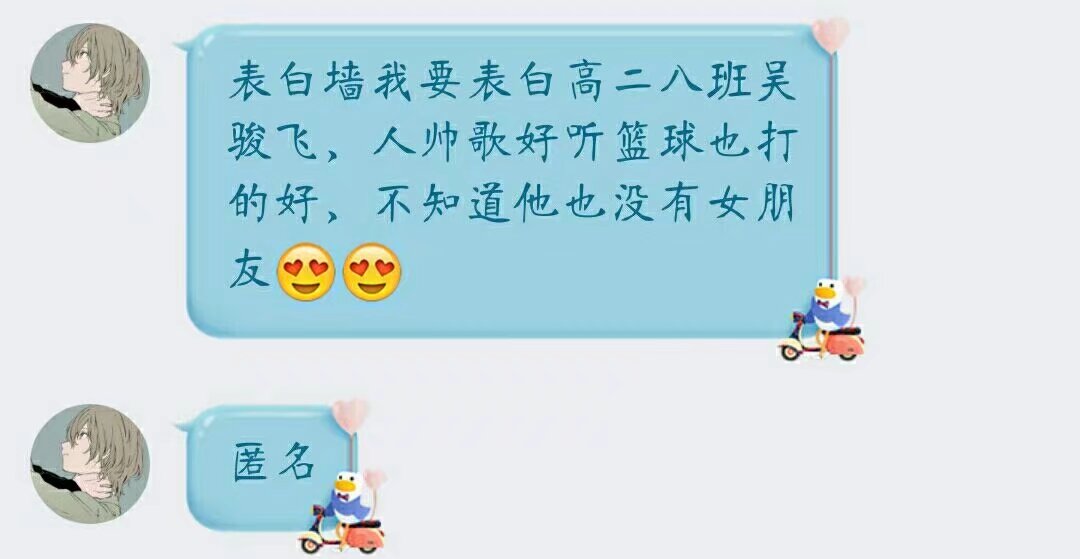 表白墙我要表白高二八班吴
骏飞、人帅歌好听篮球也打
的好、不知道他也没有女朋
友😍😍
匿名